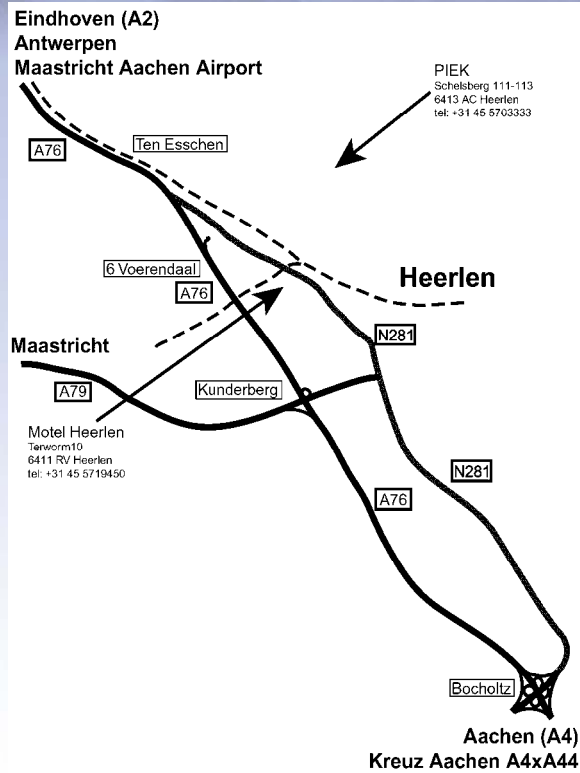 Eindhoven (A2)
Antwerpen
Maastricht Aachen Airport
PIEK
Schelsberg 111-113
6413 AC Heerlen
tel: +31 45 5703333
Ten Esschen
A76
6 Voerendaal
A76
Heerlen
N281
Maastricht
A79
Kunderberg
Motel Heerlen
Terworm10
6411 RV Heerlen
tel: +31 45 5719450
N281
A76
Bocholtz
Aachen (A4)
Kreuz Aachen A4xA44